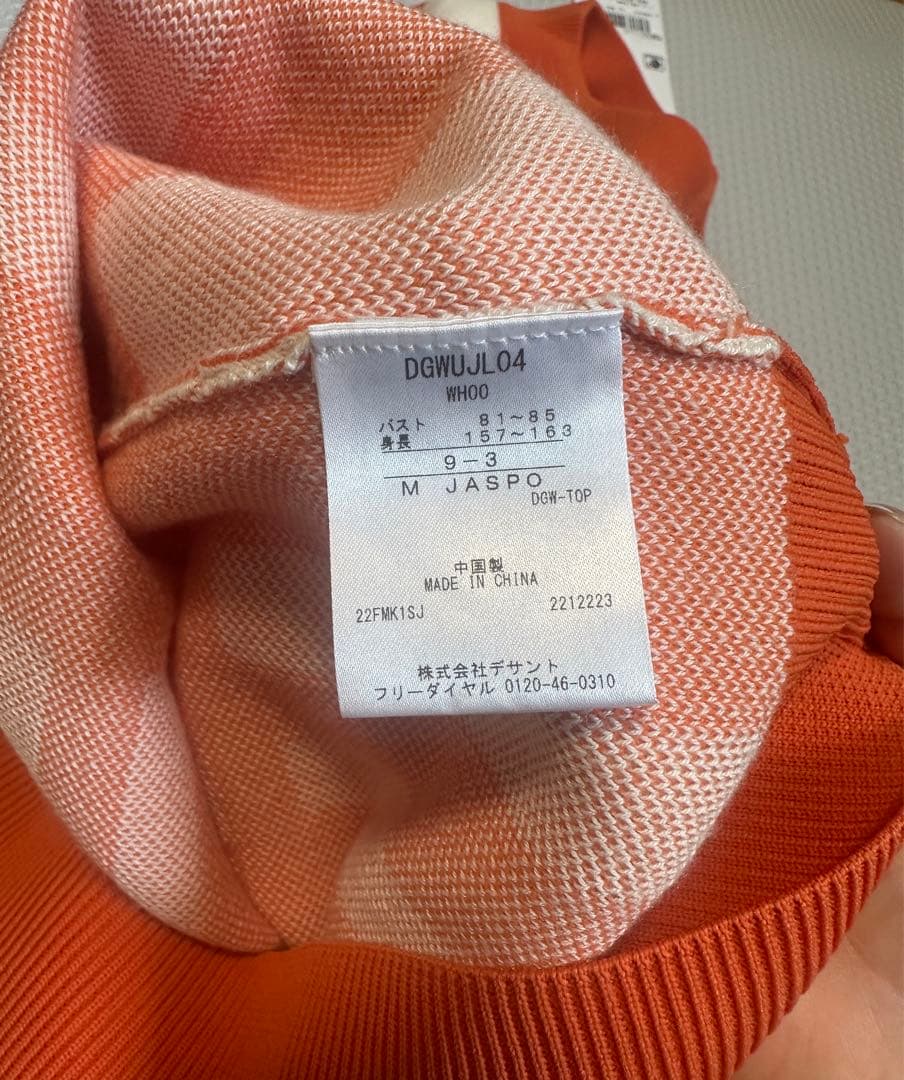 DGWUJL04
WH00
バスト 81～85
身長 157～163
9－3
M JASPO
DGW-TOP
中国製
MADE IN CHINA
22FMK1SJ 2212223
株式会社デサント
フリーダイヤル 0120-46-0310